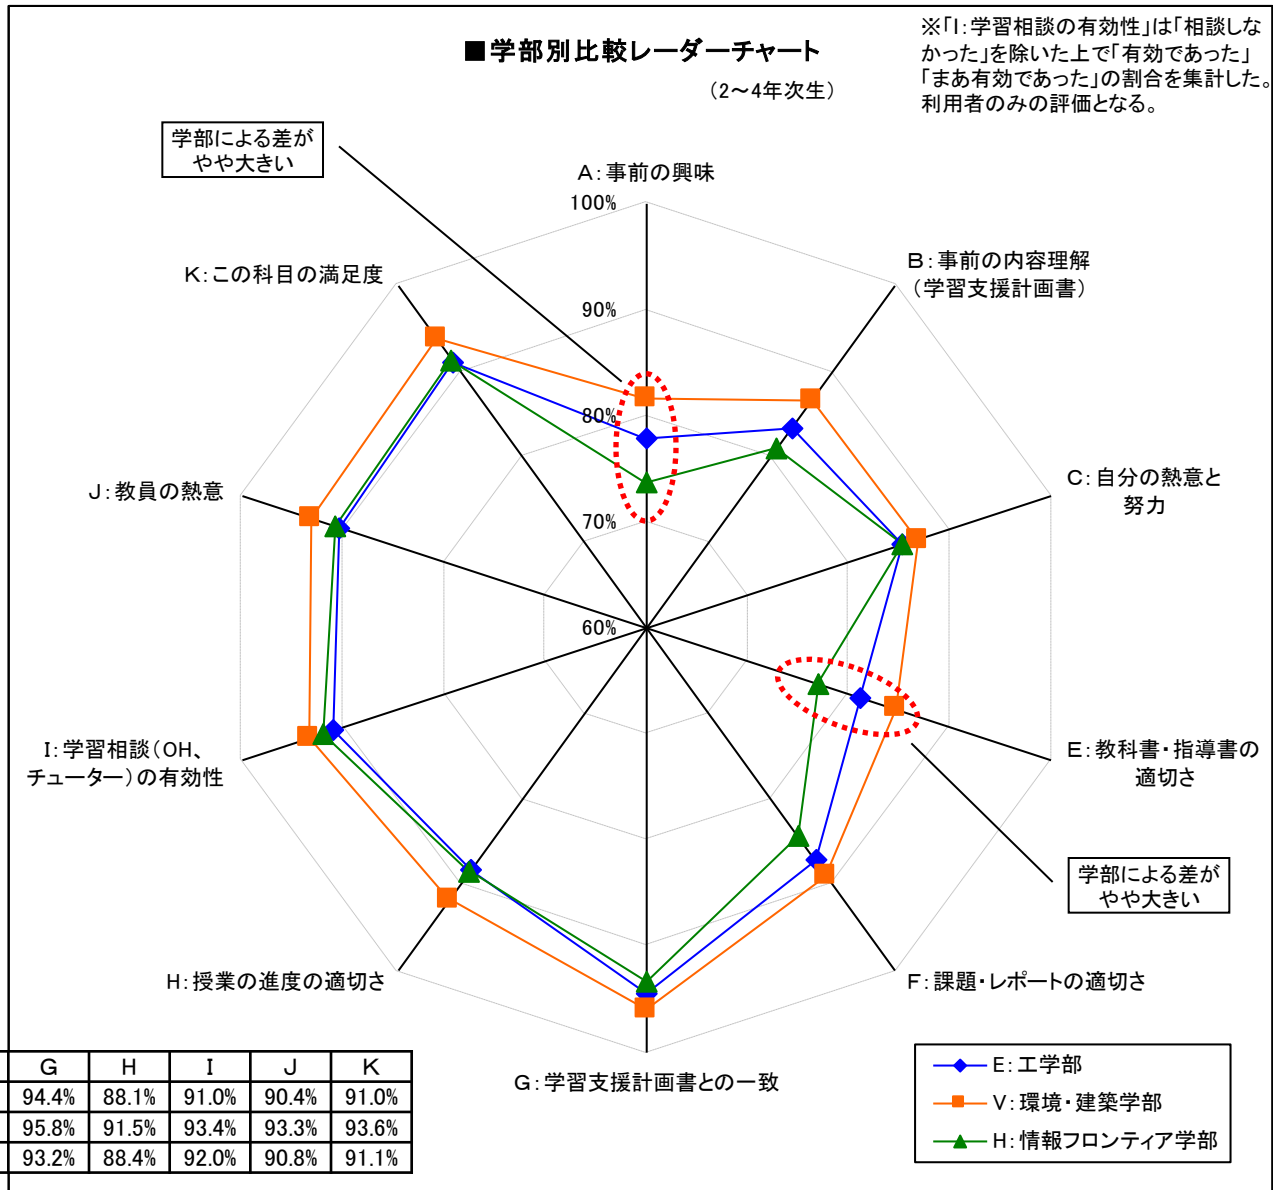 ■学部別比較レーダーチャート
（2～4年次生）
※「I:学習相談の有効性」は「相談しな
かった」を除いた上で「有効であった」
「まあ有効であった」の割合を集計した。
利用者のみの評価となる。
学部による差が
やや大きい
A:事前の興味
100%
90%
80%
70%
60%
B:事前の内容理解
（学習支援計画書）
C:自分の熱意と
努力
E:教科書・指導書の
適切さ
学部による差が
やや大きい
F:課題・レポートの適切さ
G:学習支援計画書との一致
H:授業の進度の適切さ
I:学習相談（OH、
チューター）の有効性
J:教員の熱意
K:この科目の満足度
G H I J K
94.4% 88.1% 91.0% 90.4% 91.0%
95.8% 91.5% 93.4% 93.3% 93.6%
93.2% 88.4% 92.0% 90.8% 91.1%
E:工学部
V:環境・建築学部
H:情報フロンティア学部